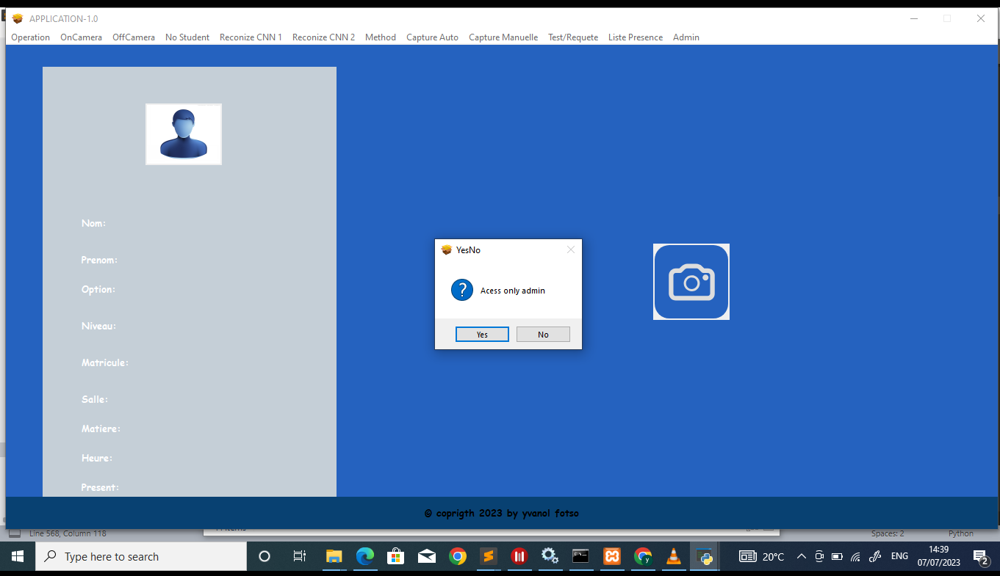 APPLICATION-1.0
Operation OnCamera OffCamera No Student Reconize CNN 1 Reconize CNN 2 Method Capture Auto Capture Manuelle Test/Requete Liste Presence Admin
Nom:
Prenom:
Option:
Niveau:
Matricule:
Salle:
Matiere:
Heure:
Present:
YesNo
?
Acess only admin
Yes No
© coprigth 2023 by yvanol fotso
Line 568, Column 118 Spaces: 2 Python
Type here to search
20°C ENG 14:39
07/07/2023
2